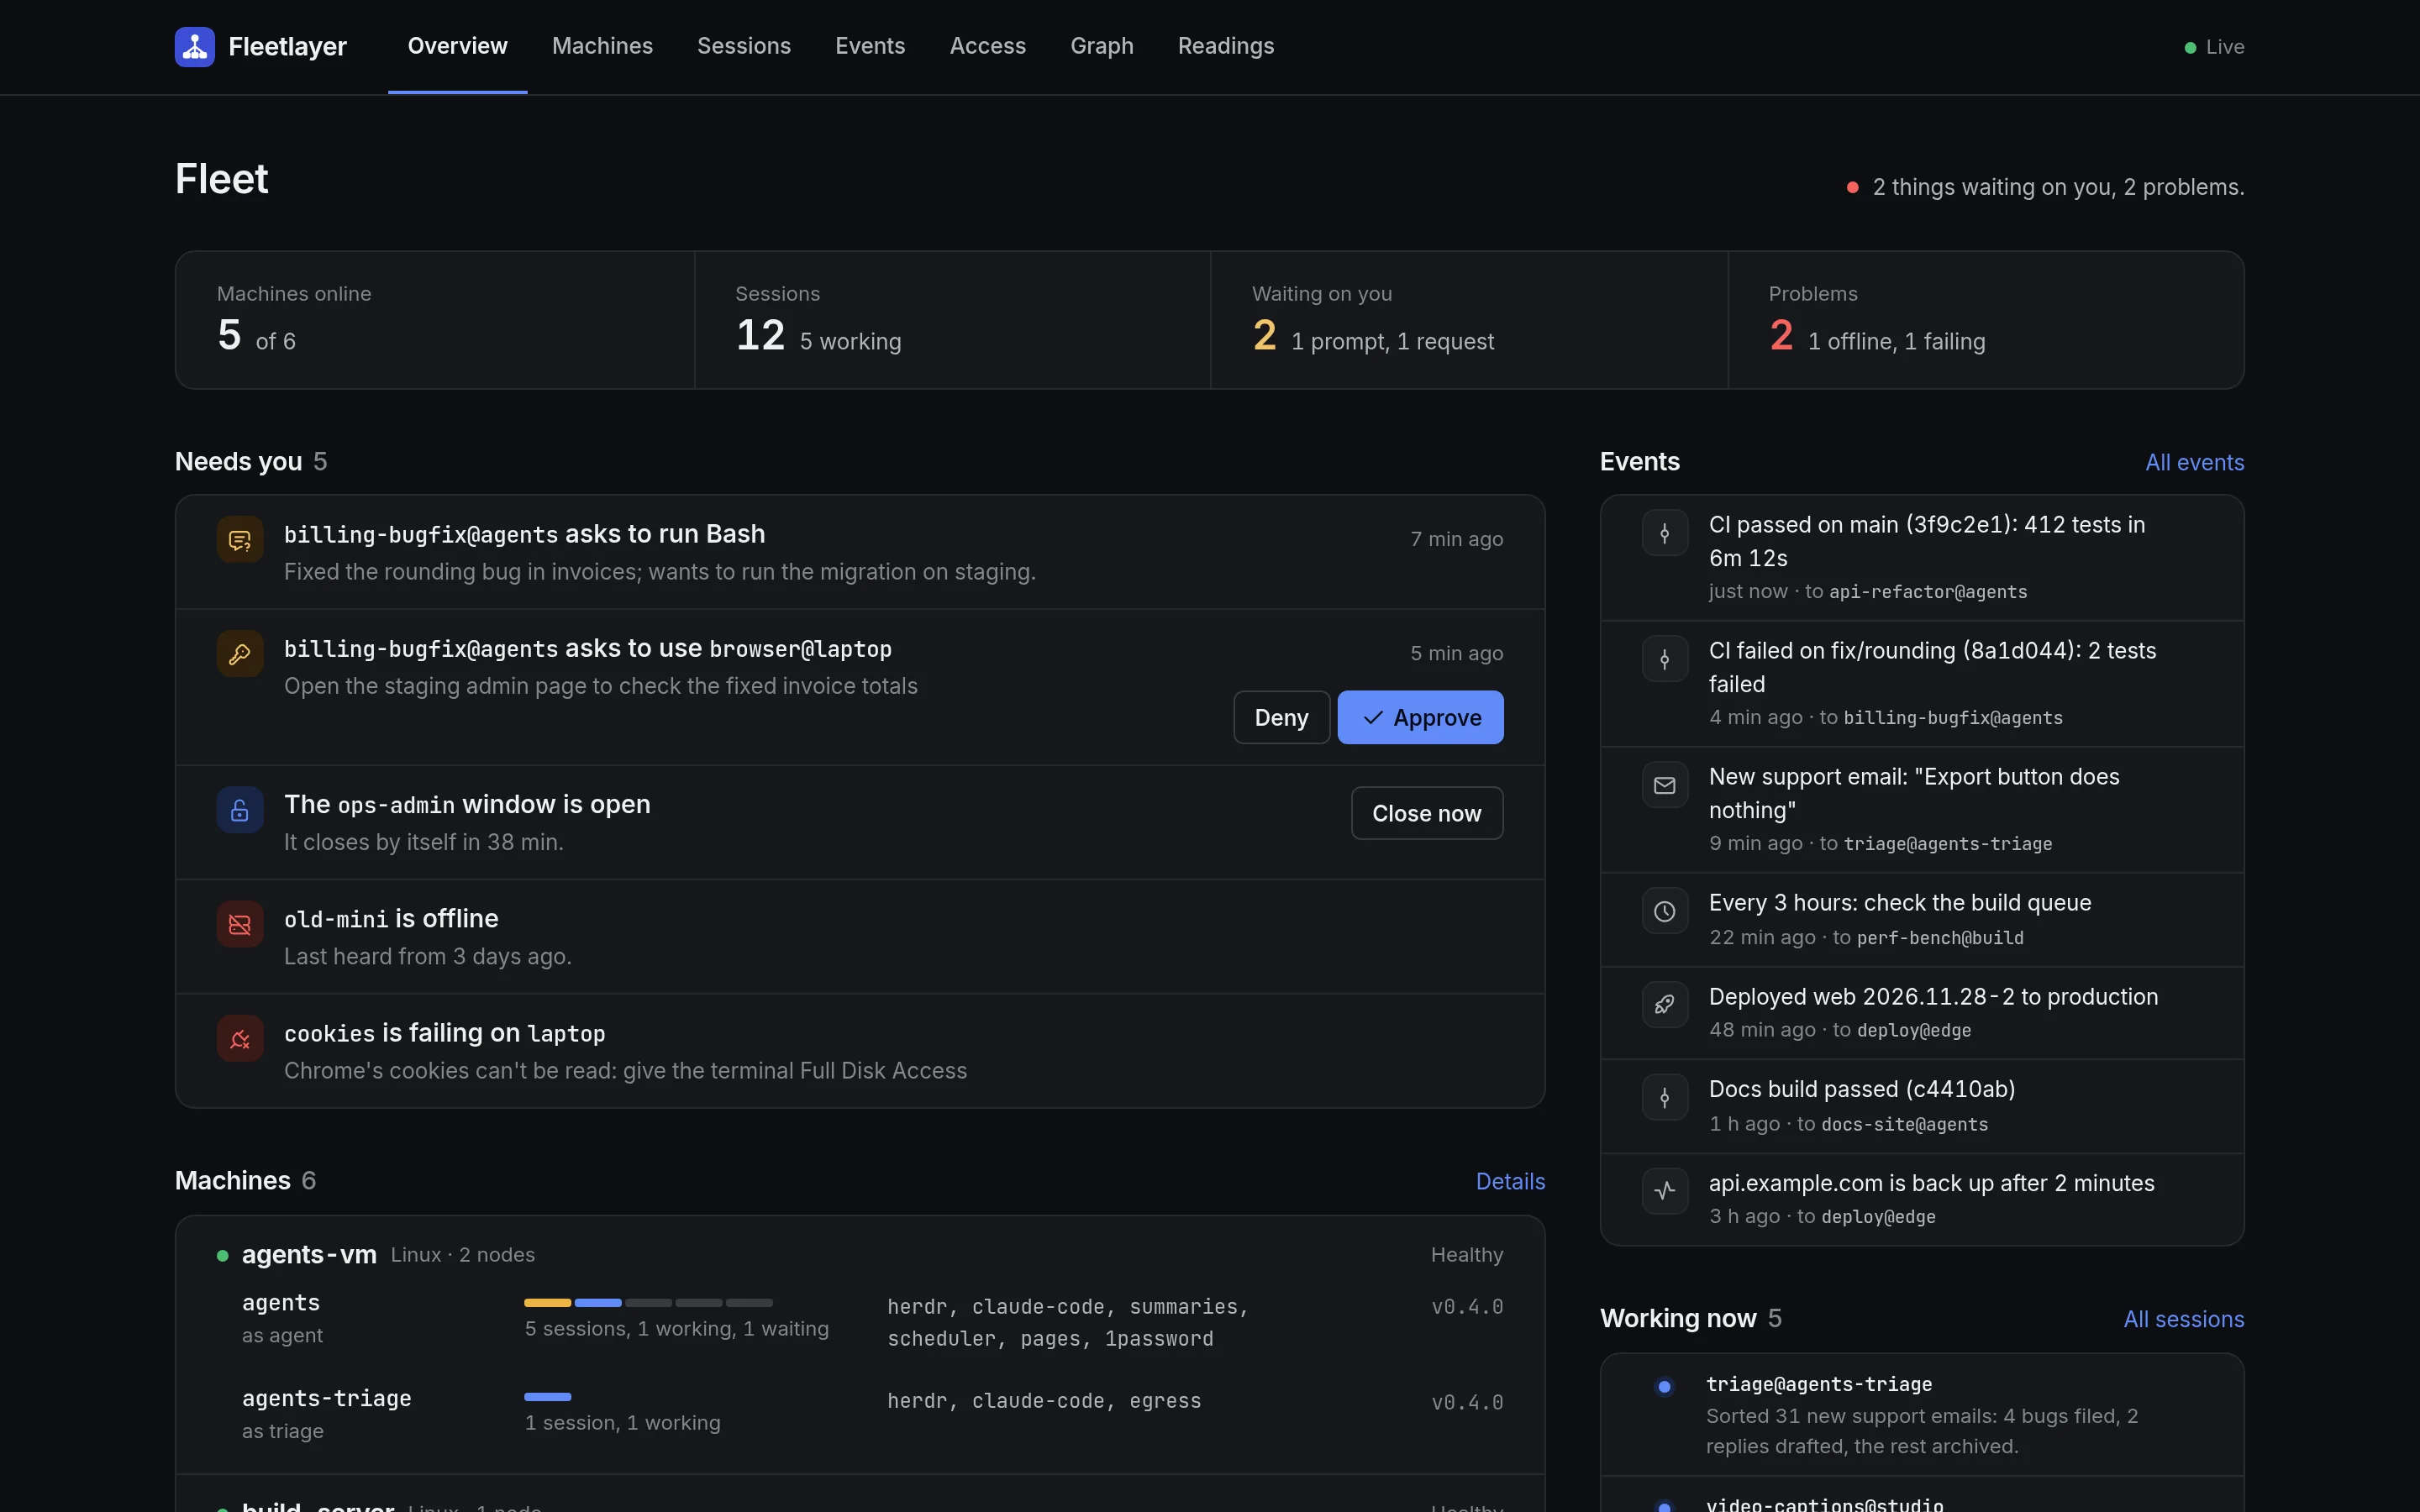 Fleetlayer
Overview
Machines
Sessions
Events
Access
Graph
Readings
Live
Fleet
2 things waiting on you, 2 problems.
Machines online
5 of 6
Sessions
12 5 working
Waiting on you
2 1 prompt, 1 request
Problems
2 1 offline, 1 failing
Needs you 5
billing-bugfix@agents asks to run Bash
7 min ago
Fixed the rounding bug in invoices; wants to run the migration on staging.
billing-bugfix@agents asks to use browser@laptop
5 min ago
Open the staging admin page to check the fixed invoice totals
Deny
Approve
The ops-admin window is open
It closes by itself in 38 min.
Close now
old-mini is offline
Last heard from 3 days ago.
cookies is failing on laptop
Chrome's cookies can't be read: give the terminal Full Disk Access
Machines 6
Details
agents-vm Linux · 2 nodes
Healthy
agents
as agent
5 sessions, 1 working, 1 waiting
herdr, claude-code, summaries,
scheduler, pages, 1password
v0.4.0
agents-triage
as triage
1 session, 1 working
herdr, claude-code, egress
v0.4.0
build-server Linux · 1 node
Healthy
Events
All events
CI passed on main (3f9c2e1): 412 tests in
6m 12s
just now · to api-refactor@agents
CI failed on fix/rounding (8a1d044): 2 tests
failed
4 min ago · to billing-bugfix@agents
New support email: "Export button does
nothing"
9 min ago · to triage@agents-triage
Every 3 hours: check the build queue
22 min ago · to perf-bench@build
Deployed web 2026.11.28-2 to production
48 min ago · to deploy@edge
Docs build passed (c4410ab)
1 h ago · to docs-site@agents
api.example.com is back up after 2 minutes
3 h ago · to deploy@edge
Working now 5
All sessions
triage@agents-triage
Sorted 31 new support emails: 4 bugs filed, 2
replies drafted, the rest archived.
video-captions@studio